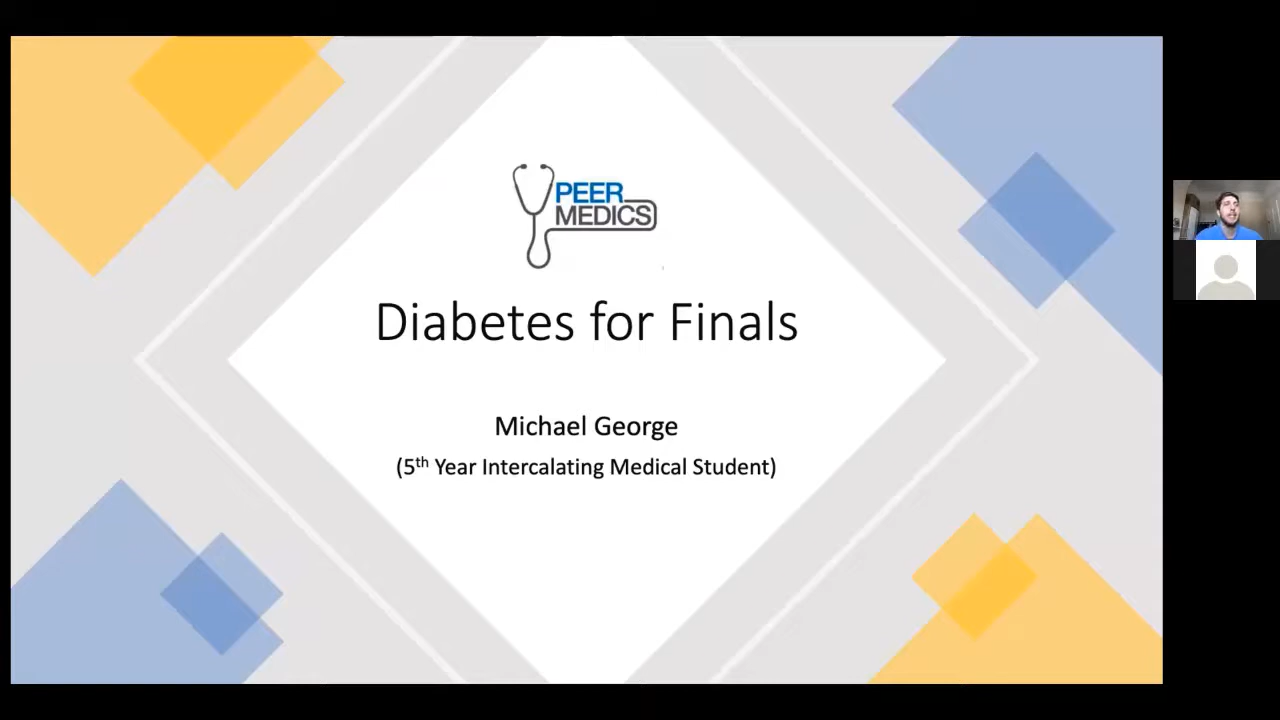 PEER
MEDICS
Diabetes for Finals
Michael George
(5th Year Intercalating Medical Student)